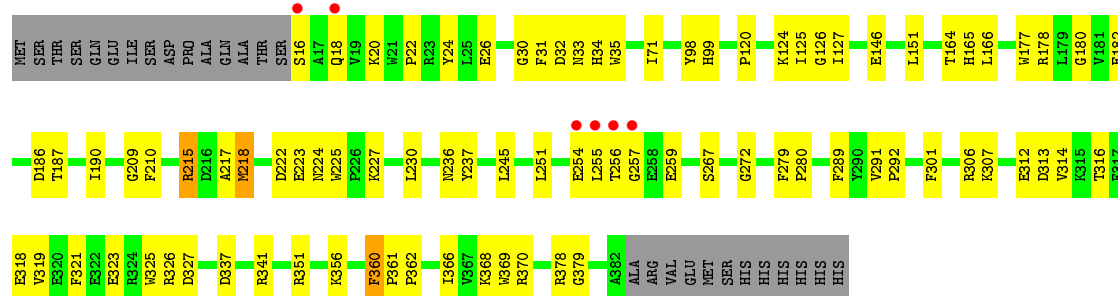 MET SER THR SER GLN GLU ILE SER ASP PRO ALA GLN ALA THR SER S16 A17 Q18 V19 K20 W21 P22 R23 Y24 L25 E26 G30 F31 D32 N33 H34 W35 I71 Y98 H99 P120 K124 I125 G126 I127 E146 L151 T164 H165 L166 W177 R178 L179 G180 V181
D186 T187 I190 G209 F210 R215 D216 A217 M218 D222 E223 N224 W225 P226 K227 L230 N236 Y237 L245 L251 E254 L255 T256 G257 E258 E259 S267 G272 F279 P280 F289 Y290 V291 P292 F301 R306 K307 E312 D313 V314 K315 T316
E318 V319 E320 F321 E322 E323 R324 W325 R326 D327 D337 R341 R351 K356 F360 P361 P362 I366 V367 K368 W369 R370 R378 G379 A382 ALA ARG VAL GLU MET SER HIS HIS HIS HIS HIS HIS